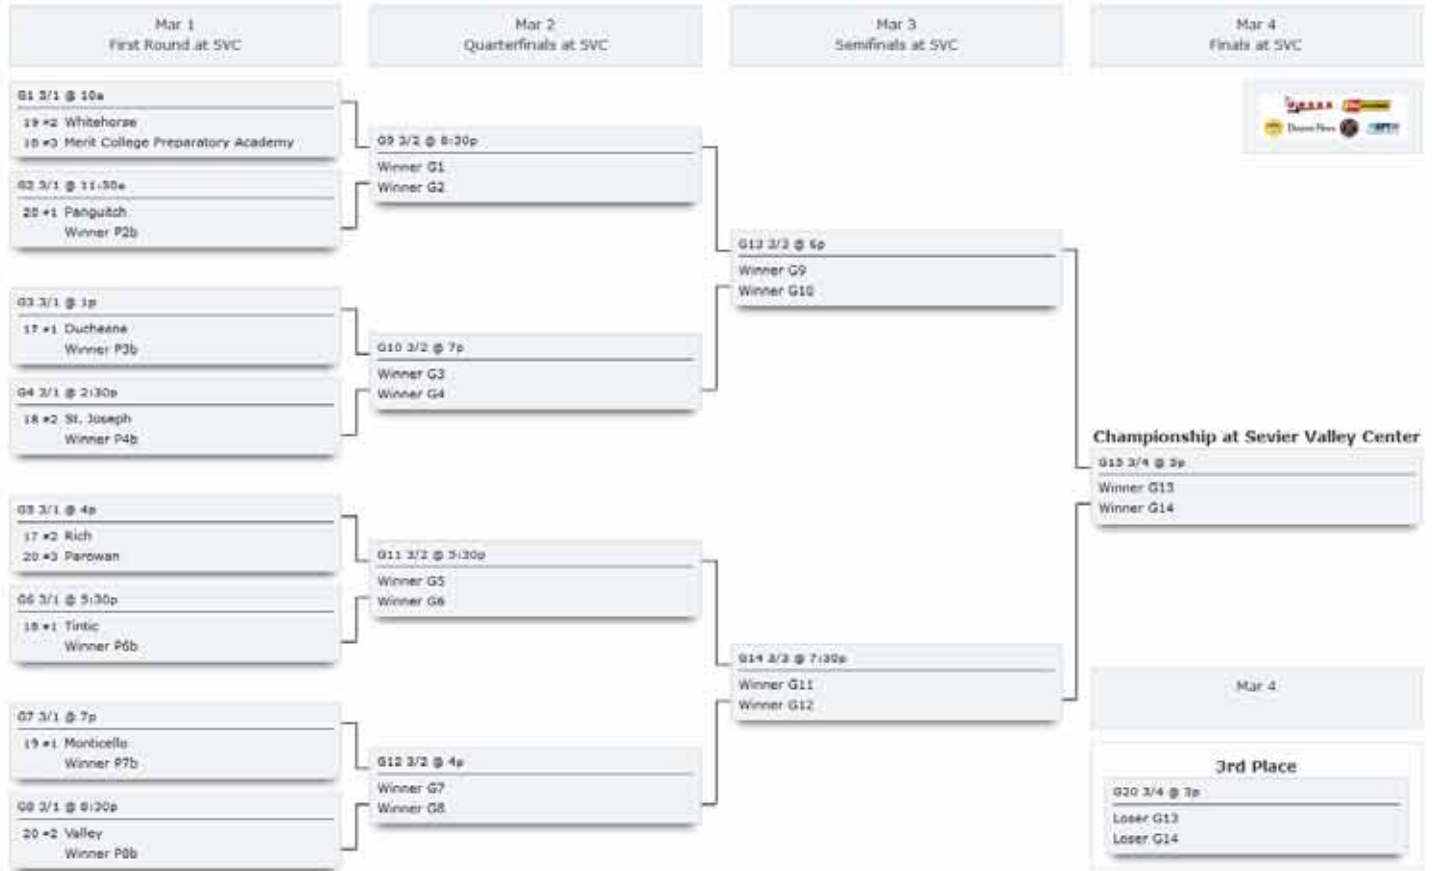 Mar 1
First Round at SVC
Mar 2
Quarterfinals at SVC
Mar 3
Semifinals at SVC
Mar 4
Finals at SVC
G1 3/1 @ 10a
19 #2 Whitehorse
18 #3 Merit College Preparatory Academy
G2 3/1 @ 11:30a
20 #1 Panguitch
Winner P2b
G3 3/1 @ 1p
17 #1 Duchesne
Winner P3b
G4 3/1 @ 2:30p
18 #2 St. Joseph
Winner P4b
G5 3/1 @ 4p
17 #2 Rich
20 #3 Parowan
G6 3/1 @ 5:30p
18 #1 Tintic
Winner P6b
G7 3/1 @ 7p
19 #1 Monticello
Winner P7b
G8 3/1 @ 8:30p
20 #2 Valley
Winner P8b
G9 3/2 @ 8:30p
Winner G1
Winner G2
G10 3/2 @ 7p
Winner G3
Winner G4
G11 3/2 @ 5:30p
Winner G5
Winner G6
G12 3/2 @ 4p
Winner G7
Winner G8
G13 3/3 @ 6p
Winner G9
Winner G10
G14 3/3 @ 7:30p
Winner G11
Winner G12
Deseret News
Championship at Sevier Valley Center
G15 3/4 @ 5p
Winner G13
Winner G14
Mar 4
3rd Place
G20 3/4 @ 3p
Loser G13
Loser G14